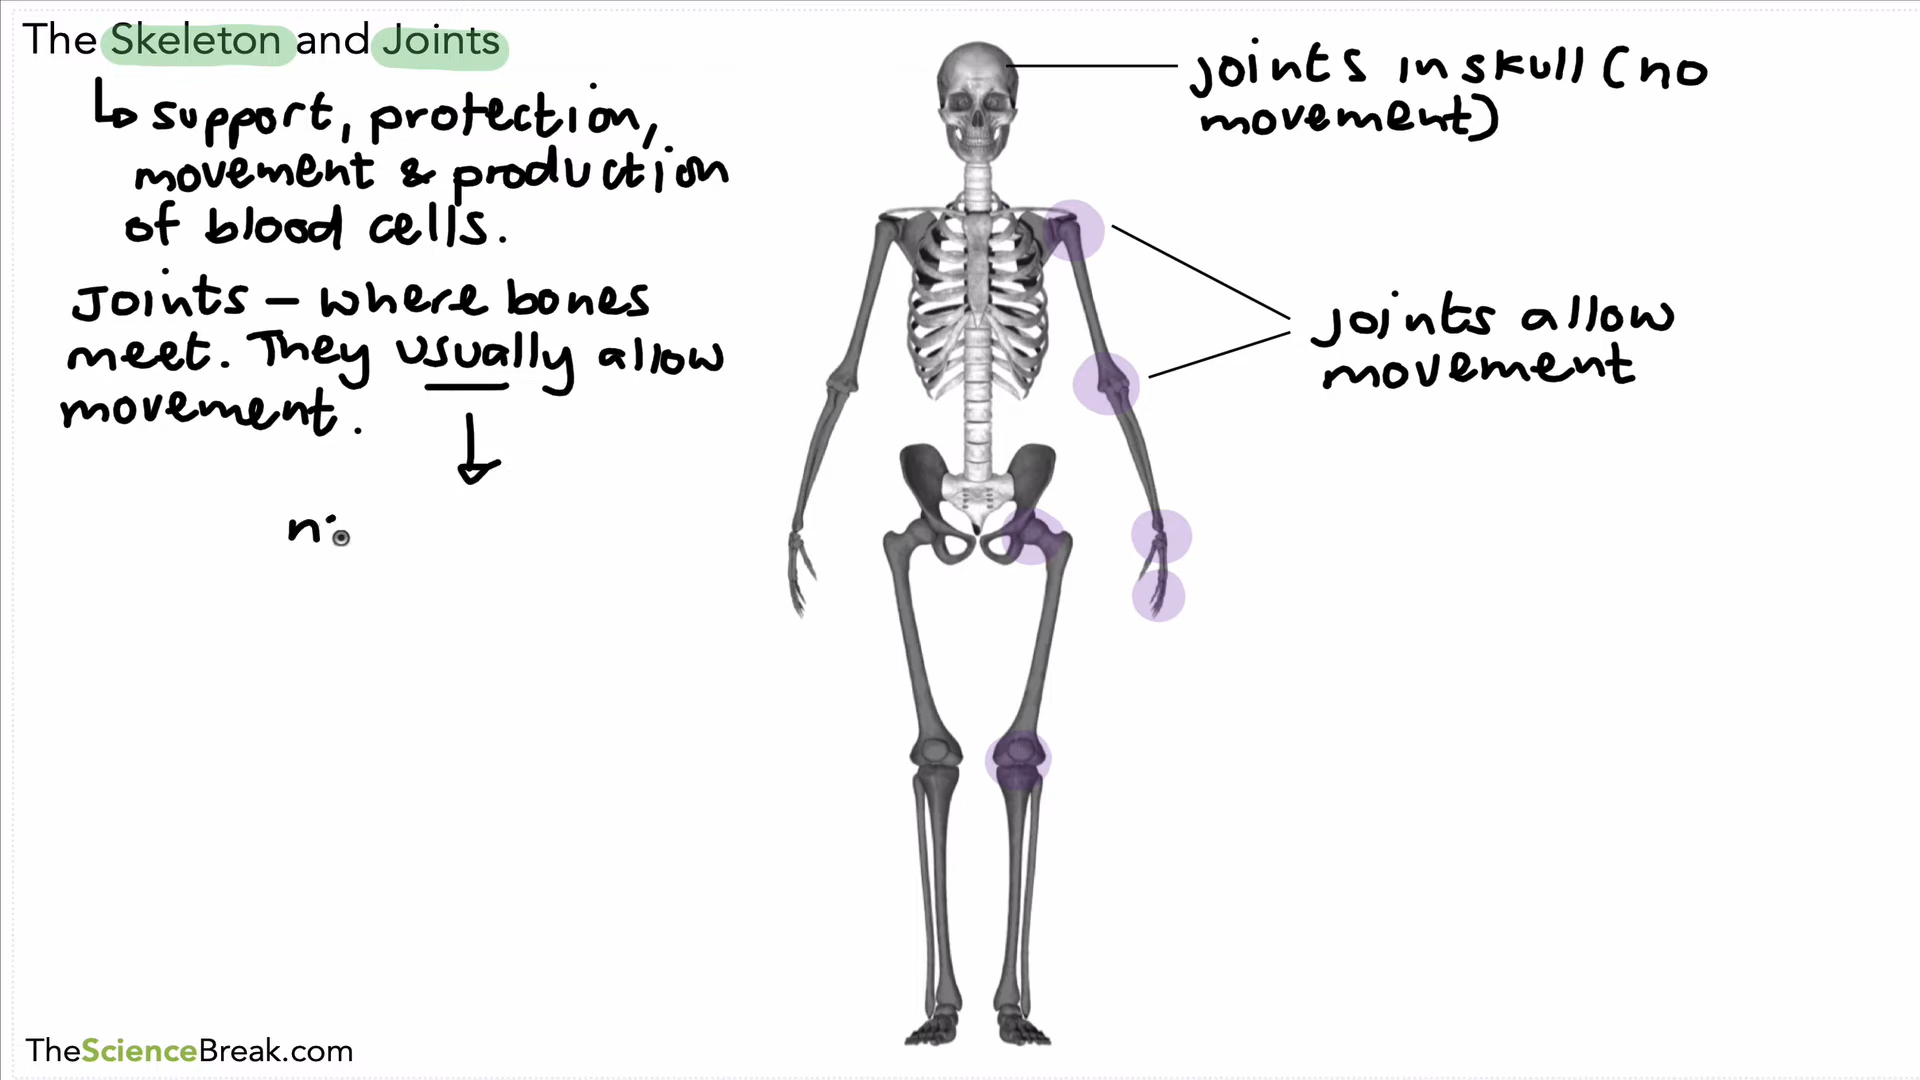 The Skeleton and Joints
support, protection,
movement & production
of blood cells.
Joints – where bones
meet. They usually allow
movement.
n
joints in skull (no
movement)
joints allow
movement
TheScienceBreak.com